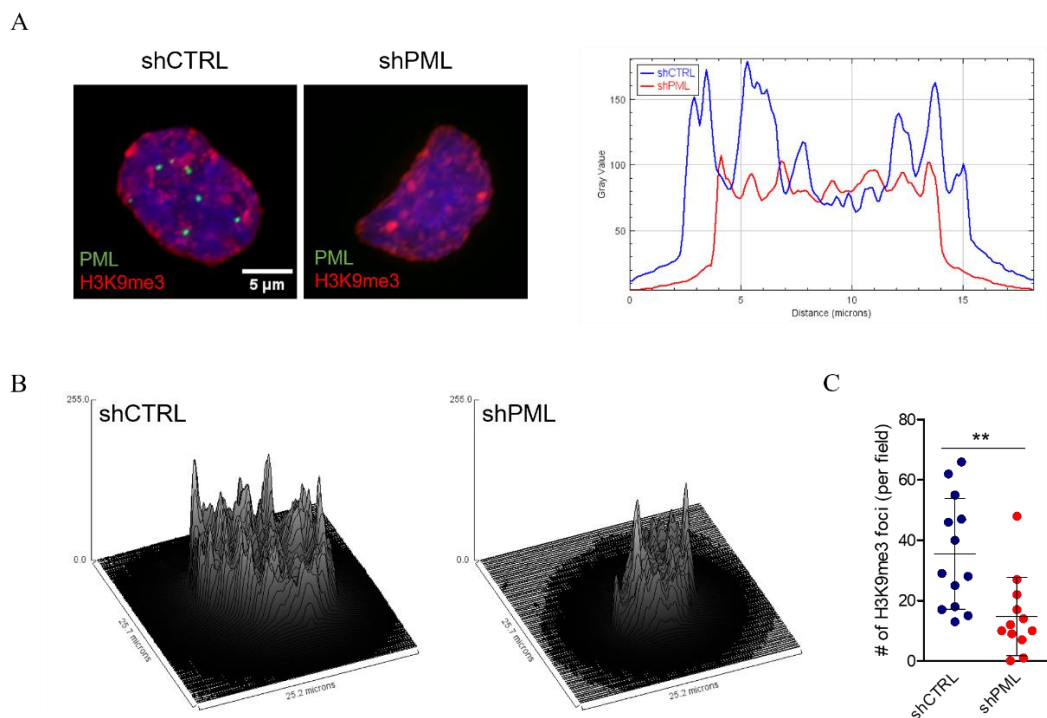 A
shCTRL
shPML
PML
H3K9me3
5 µm
PML
H3K9me3
shCTRL
shPML
Gray Value
150
100
50
0
5
10
15
Distance (microns)
B
255.0
shCTRL
0.0
25.7 microns
25.2 microns
255.0
shPML
0.0
25.7 microns
25.2 microns
C
# of H3K9me3 foci (per field)
80
60
40
20
0
**
shCTRL
shPML